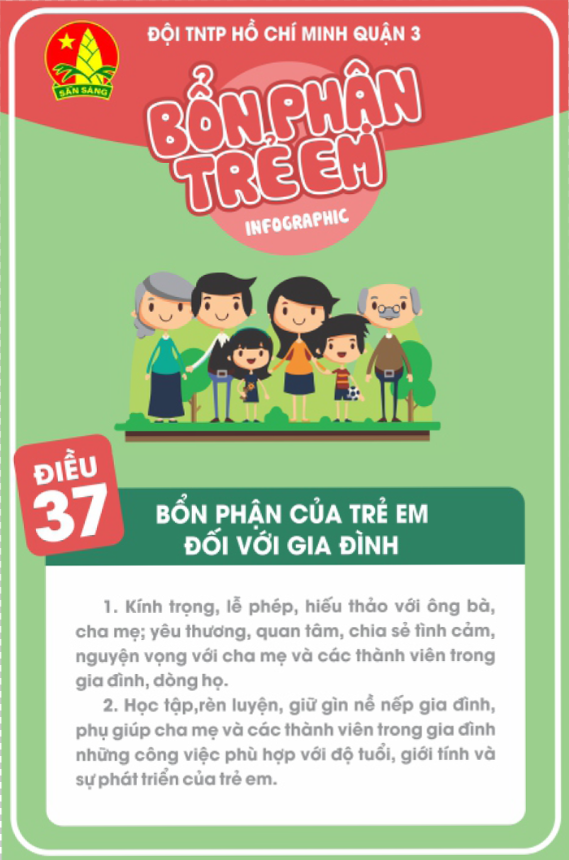 ĐỘI TNTP HỒ CHÍ MINH QUẬN 3
SẴN SÀNG
BỔN PHẬN
TRẺ EM
INFOGRAPHIC
ĐIỀU
37
BỔN PHẬN CỦA TRẺ EM
ĐỐI VỚI GIA ĐÌNH
1. Kính trọng, lễ phép, hiếu thảo với ông bà,
cha mẹ; yêu thương, quan tâm, chia sẻ tình cảm,
nguyện vọng với cha mẹ và các thành viên trong
gia đình, dòng họ.
2. Học tập,rèn luyện, giữ gìn nề nếp gia đình,
phụ giúp cha mẹ và các thành viên trong gia đình
những công việc phù hợp với độ tuổi, giới tính và
sự phát triển của trẻ em.